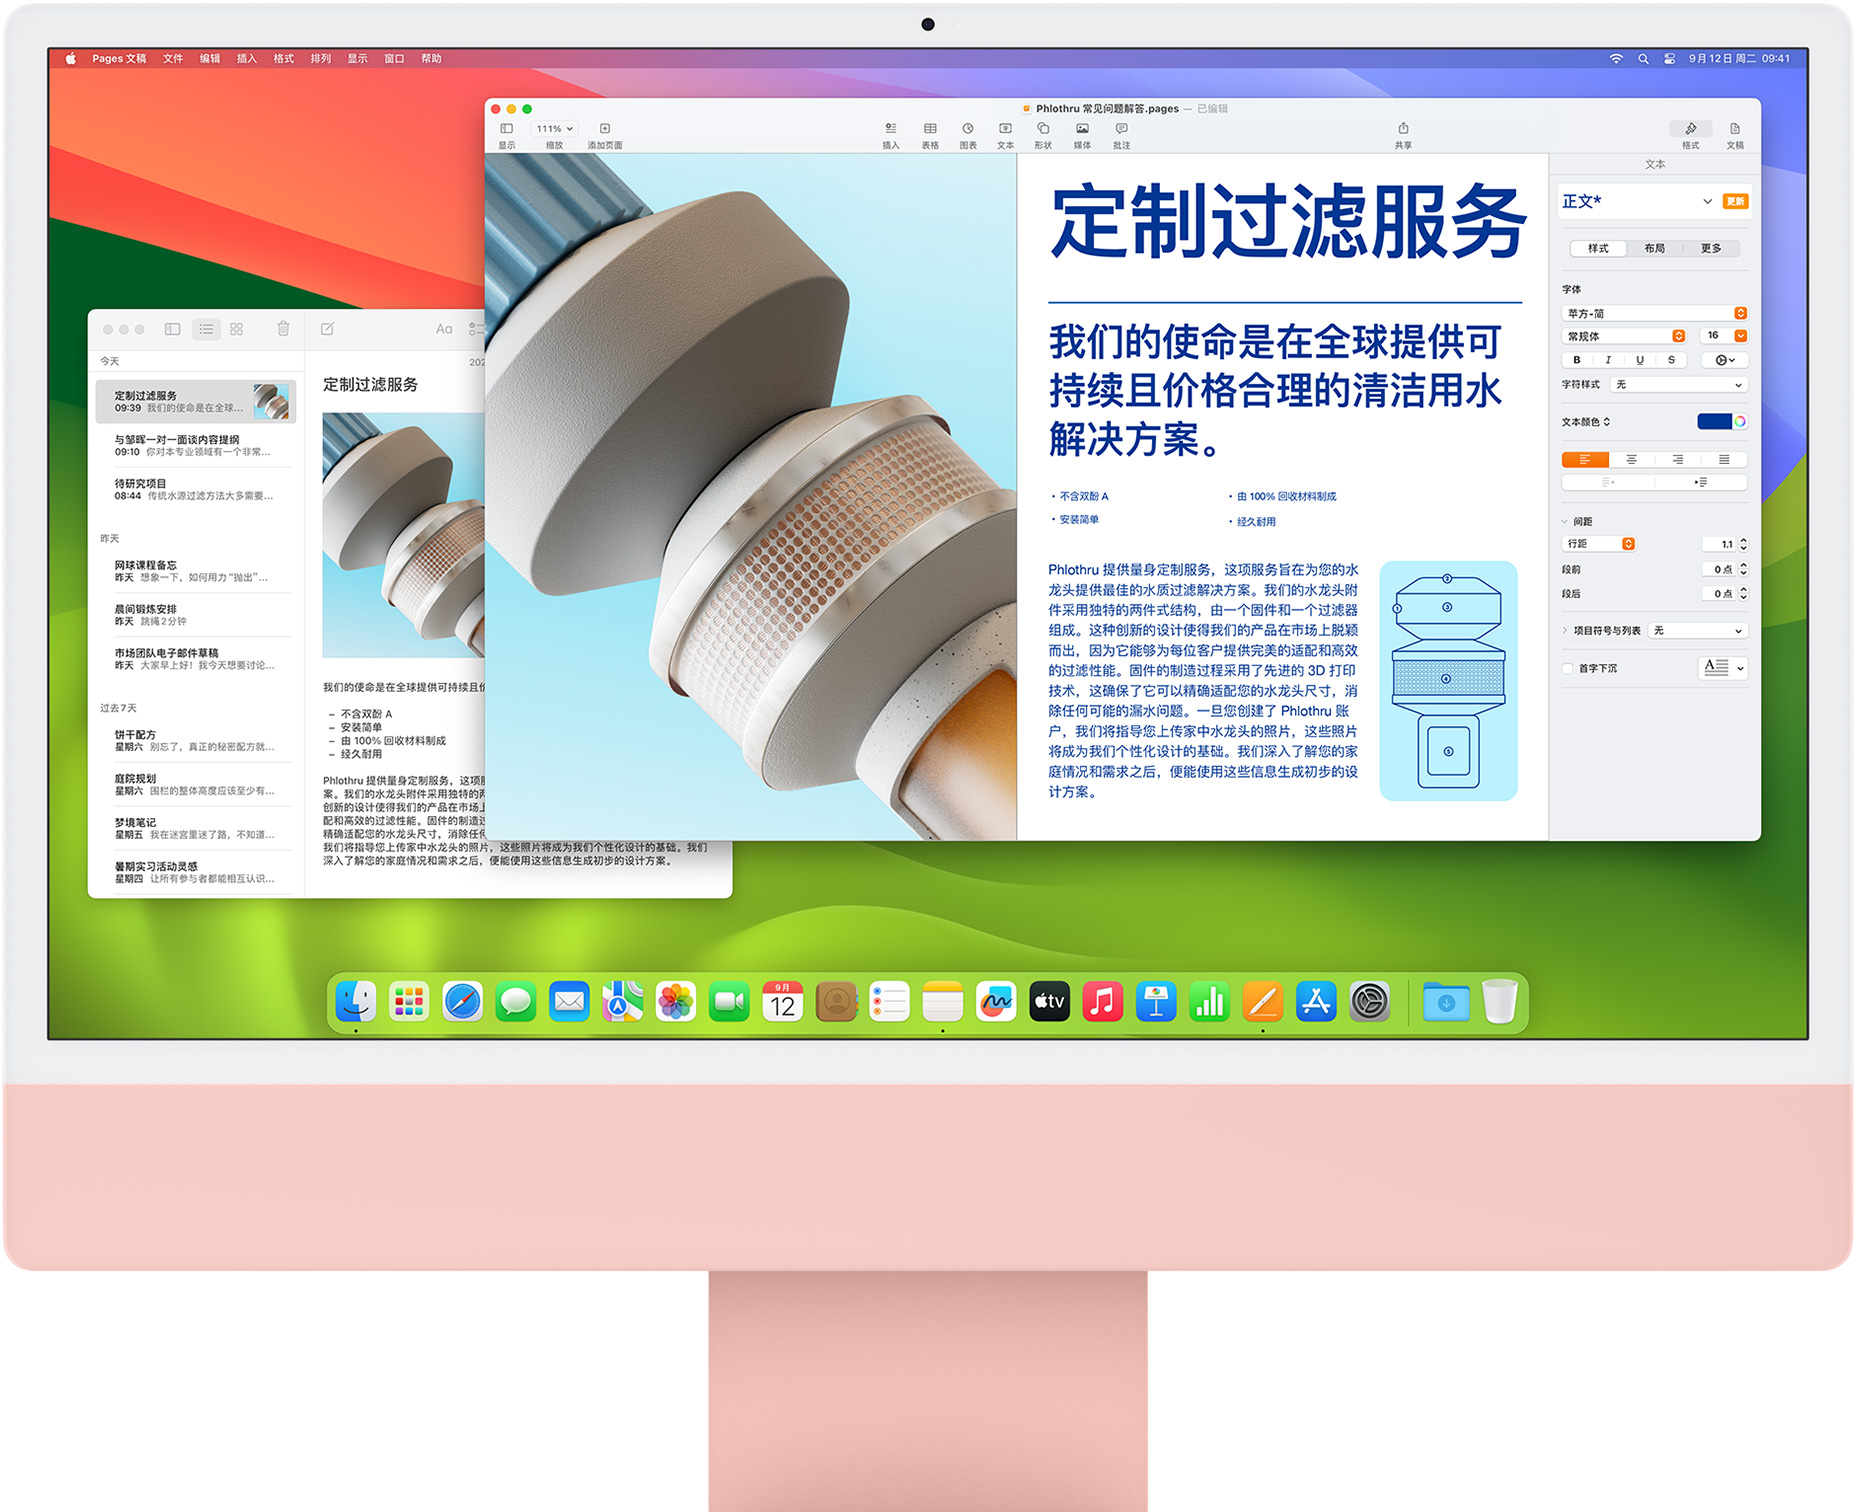 Pages 文稿 文件 编辑 插入 格式 排列 显示 窗口 帮助
9月12日 周二 09:41
Phlothru 常见问题解答.pages — 已编辑
111%
显示 缩放 添加页面 插入 表格 图表 文本 形状 媒体 批注 共享 格式 文稿
定制过滤服务
我们的使命是在全球提供可
持续且价格合理的清洁用水
解决方案。
• 不含双酚 A
• 由 100% 回收材料制成
• 安装简单
• 经久耐用
Phlothru 提供量身定制服务，这项服务旨在为您的水
龙头提供最佳的水质过滤解决方案。我们的水龙头附
件采用独特的两件式结构，由一个固件和一个过滤器
组成。这种创新的设计使得我们的产品在市场上脱颖
而出，因为它能够为每位客户提供完美的适配和高效
的过滤性能。固件的制造过程采用了先进的 3D 打印
技术，这确保了它可以精确适配您的水龙头尺寸，消
除任何可能的漏水问题。一旦您创建了 Phlothru 账
户，我们将指导您上传家中水龙头的照片，这些照片
将成为我们个性化设计的基础。我们深入了解您的家
庭情况和需求之后，便能使用这些信息生成初步的设
计方案。
文本
正文*
更新
样式 布局 更多
字体
苹方-简
常规体 16
B I U S
字符样式 无
文本颜色
间距
行距 1.1
段前 0 点
段后 0 点
项目符号与列表 无
首字下沉
A
Aa
今天
定制过滤服务
09:39 我们的使命是在全球...
与邹晖一对一面谈内容提纲
09:10 你对本专业领域有一个非常...
待研究项目
08:44 传统水源过滤方法大多需要...
昨天
网球课程备忘
昨天 想象一下，如何用力“抛出”...
晨间锻炼安排
昨天 跳绳2分钟
市场团队电子邮件草稿
昨天 大家早上好！我今天想要讨论...
过去7天
饼干配方
星期六 别忘了，真正的秘密配方就...
庭院规划
星期六 围栏的整体高度应该至少有...
梦境笔记
星期五 我在迷宫里迷了路，不知道...
暑期实习活动灵感
星期四 让所有参与者都能相互认识...
202
定制过滤服务
我们的使命是在全球提供可持续且
– 不含双酚 A
– 安装简单
– 由 100% 回收材料制成
– 经久耐用
Phlothru 提供量身定制服务，这项
案。我们的水龙头附件采用独特的
创新的设计使得我们的产品在市场上
配和高效的过滤性能。固件的制造
精确适配您的水龙头尺寸，消除任
我们将指导您上传家中水龙头的照片，这些照片将成为我们个性化设计的基础。我们
深入了解您的家庭情况和需求之后，便能使用这些信息生成初步的设计方案。
9月
12
tv